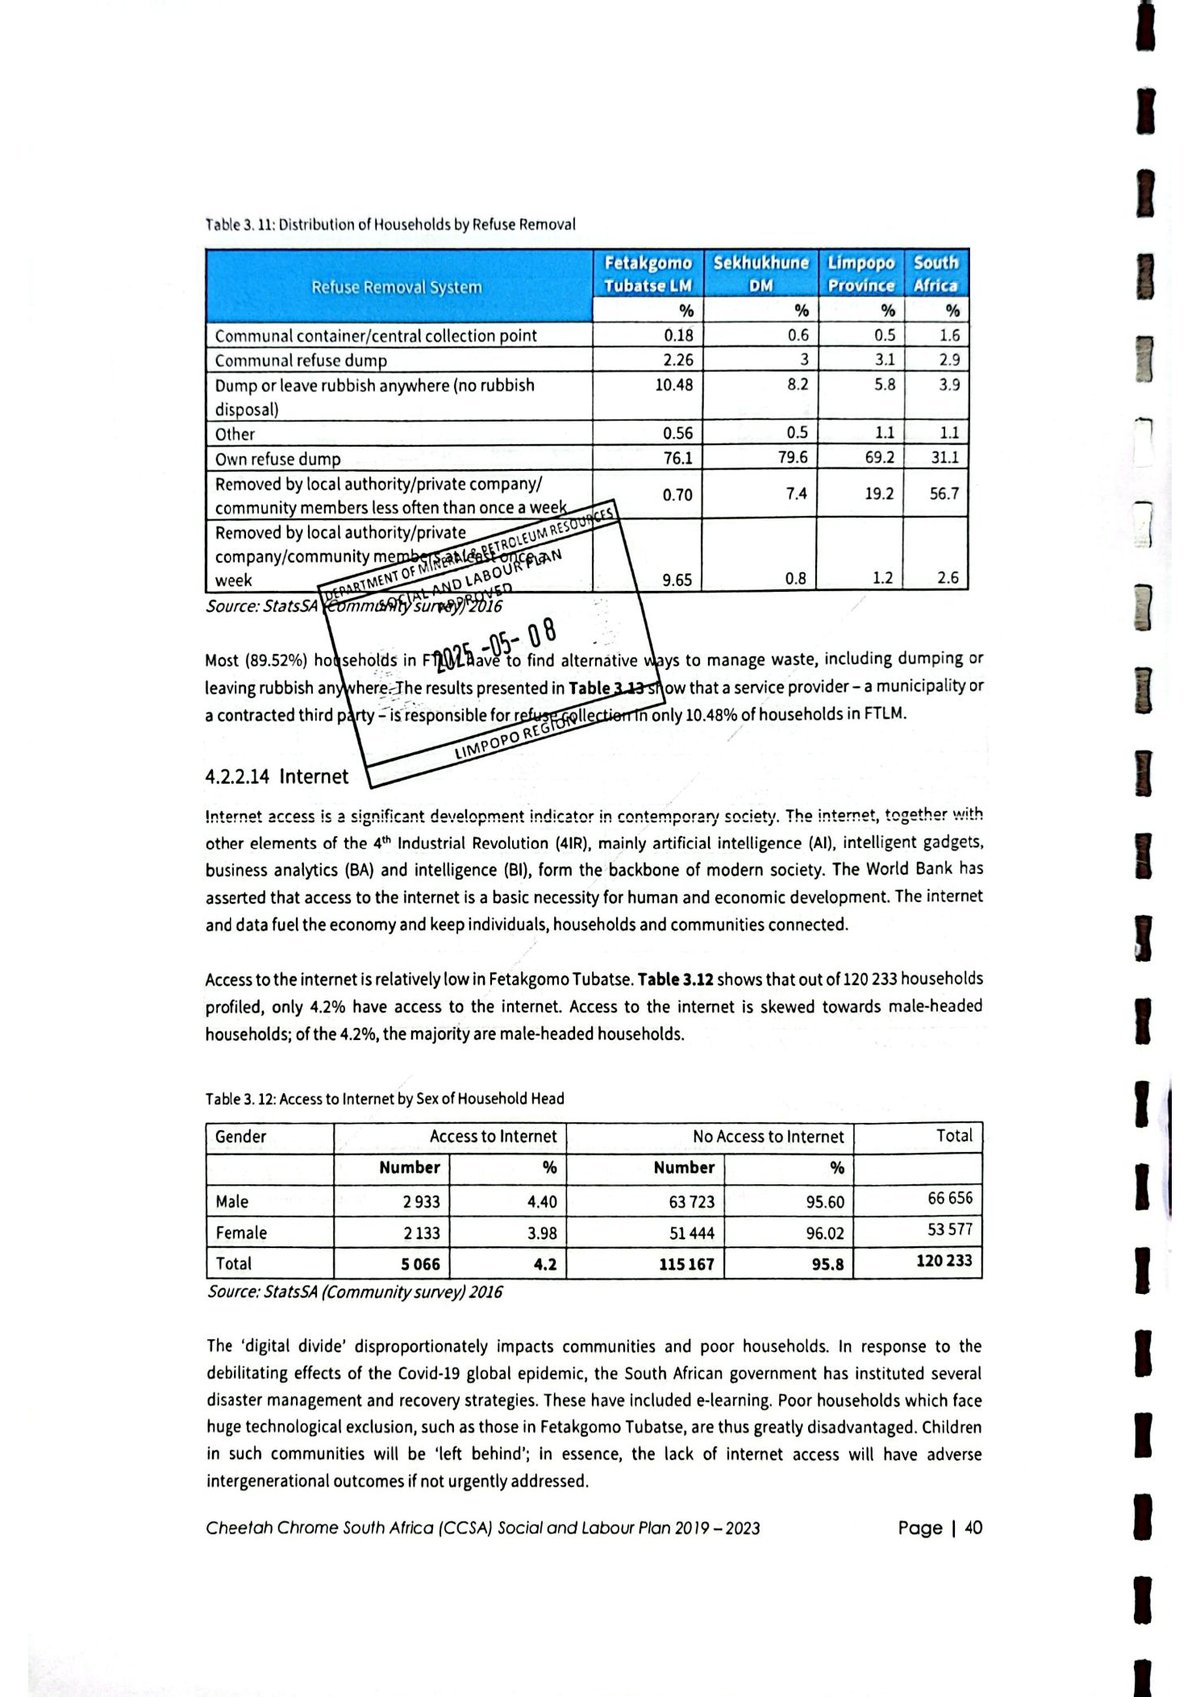 Table 3. 11: Distribution of Households by Refuse Removal
Refuse Removal System | Fetakgomo Tubatse LM | Sekhukhune DM | Limpopo Province | South Africa
% | % | % | %
Communal container/central collection point | 0.18 | 0.6 | 0.5 | 1.6
Communal refuse dump | 2.26 | 3 | 3.1 | 2.9
Dump or leave rubbish anywhere (no rubbish disposal) | 10.48 | 8.2 | 5.8 | 3.9
Other | 0.56 | 0.5 | 1.1 | 1.1
Own refuse dump | 76.1 | 79.6 | 69.2 | 31.1
Removed by local authority/private company/ community members less often than once a week | 0.70 | 7.4 | 19.2 | 56.7
Removed by local authority/private company/community members at least once a week | 9.65 | 0.8 | 1.2 | 2.6
Source: StatsSA (Community survey) 2016
DEPARTMENT OF MINERAL & PETROLEUM RESOURCES
SOCIAL AND LABOUR PLAN
APPROVED
2025 -05- 08
LIMPOPO REGION
Most (89.52%) households in FTLM have to find alternative ways to manage waste, including dumping or
leaving rubbish anywhere. The results presented in Table 3.13 show that a service provider – a municipality or
a contracted third party – is responsible for refuse collection in only 10.48% of households in FTLM.
4.2.2.14 Internet
Internet access is a significant development indicator in contemporary society. The internet, together with
other elements of the 4th Industrial Revolution (4IR), mainly artificial intelligence (AI), intelligent gadgets,
business analytics (BA) and intelligence (BI), form the backbone of modern society. The World Bank has
asserted that access to the internet is a basic necessity for human and economic development. The internet
and data fuel the economy and keep individuals, households and communities connected.
Access to the internet is relatively low in Fetakgomo Tubatse. Table 3.12 shows that out of 120 233 households
profiled, only 4.2% have access to the internet. Access to the internet is skewed towards male-headed
households; of the 4.2%, the majority are male-headed households.
Table 3. 12: Access to Internet by Sex of Household Head
Gender | Access to Internet | No Access to Internet | Total
Number | % | Number | %
Male | 2 933 | 4.40 | 63 723 | 95.60 | 66 656
Female | 2 133 | 3.98 | 51 444 | 96.02 | 53 577
Total | 5 066 | 4.2 | 115 167 | 95.8 | 120 233
Source: StatsSA (Community survey) 2016
The ‘digital divide’ disproportionately impacts communities and poor households. In response to the
debilitating effects of the Covid-19 global epidemic, the South African government has instituted several
disaster management and recovery strategies. These have included e-learning. Poor households which face
huge technological exclusion, such as those in Fetakgomo Tubatse, are thus greatly disadvantaged. Children
in such communities will be ‘left behind’; in essence, the lack of internet access will have adverse
intergenerational outcomes if not urgently addressed.
Cheetah Chrome South Africa (CCSA) Social and Labour Plan 2019 – 2023 Page | 40